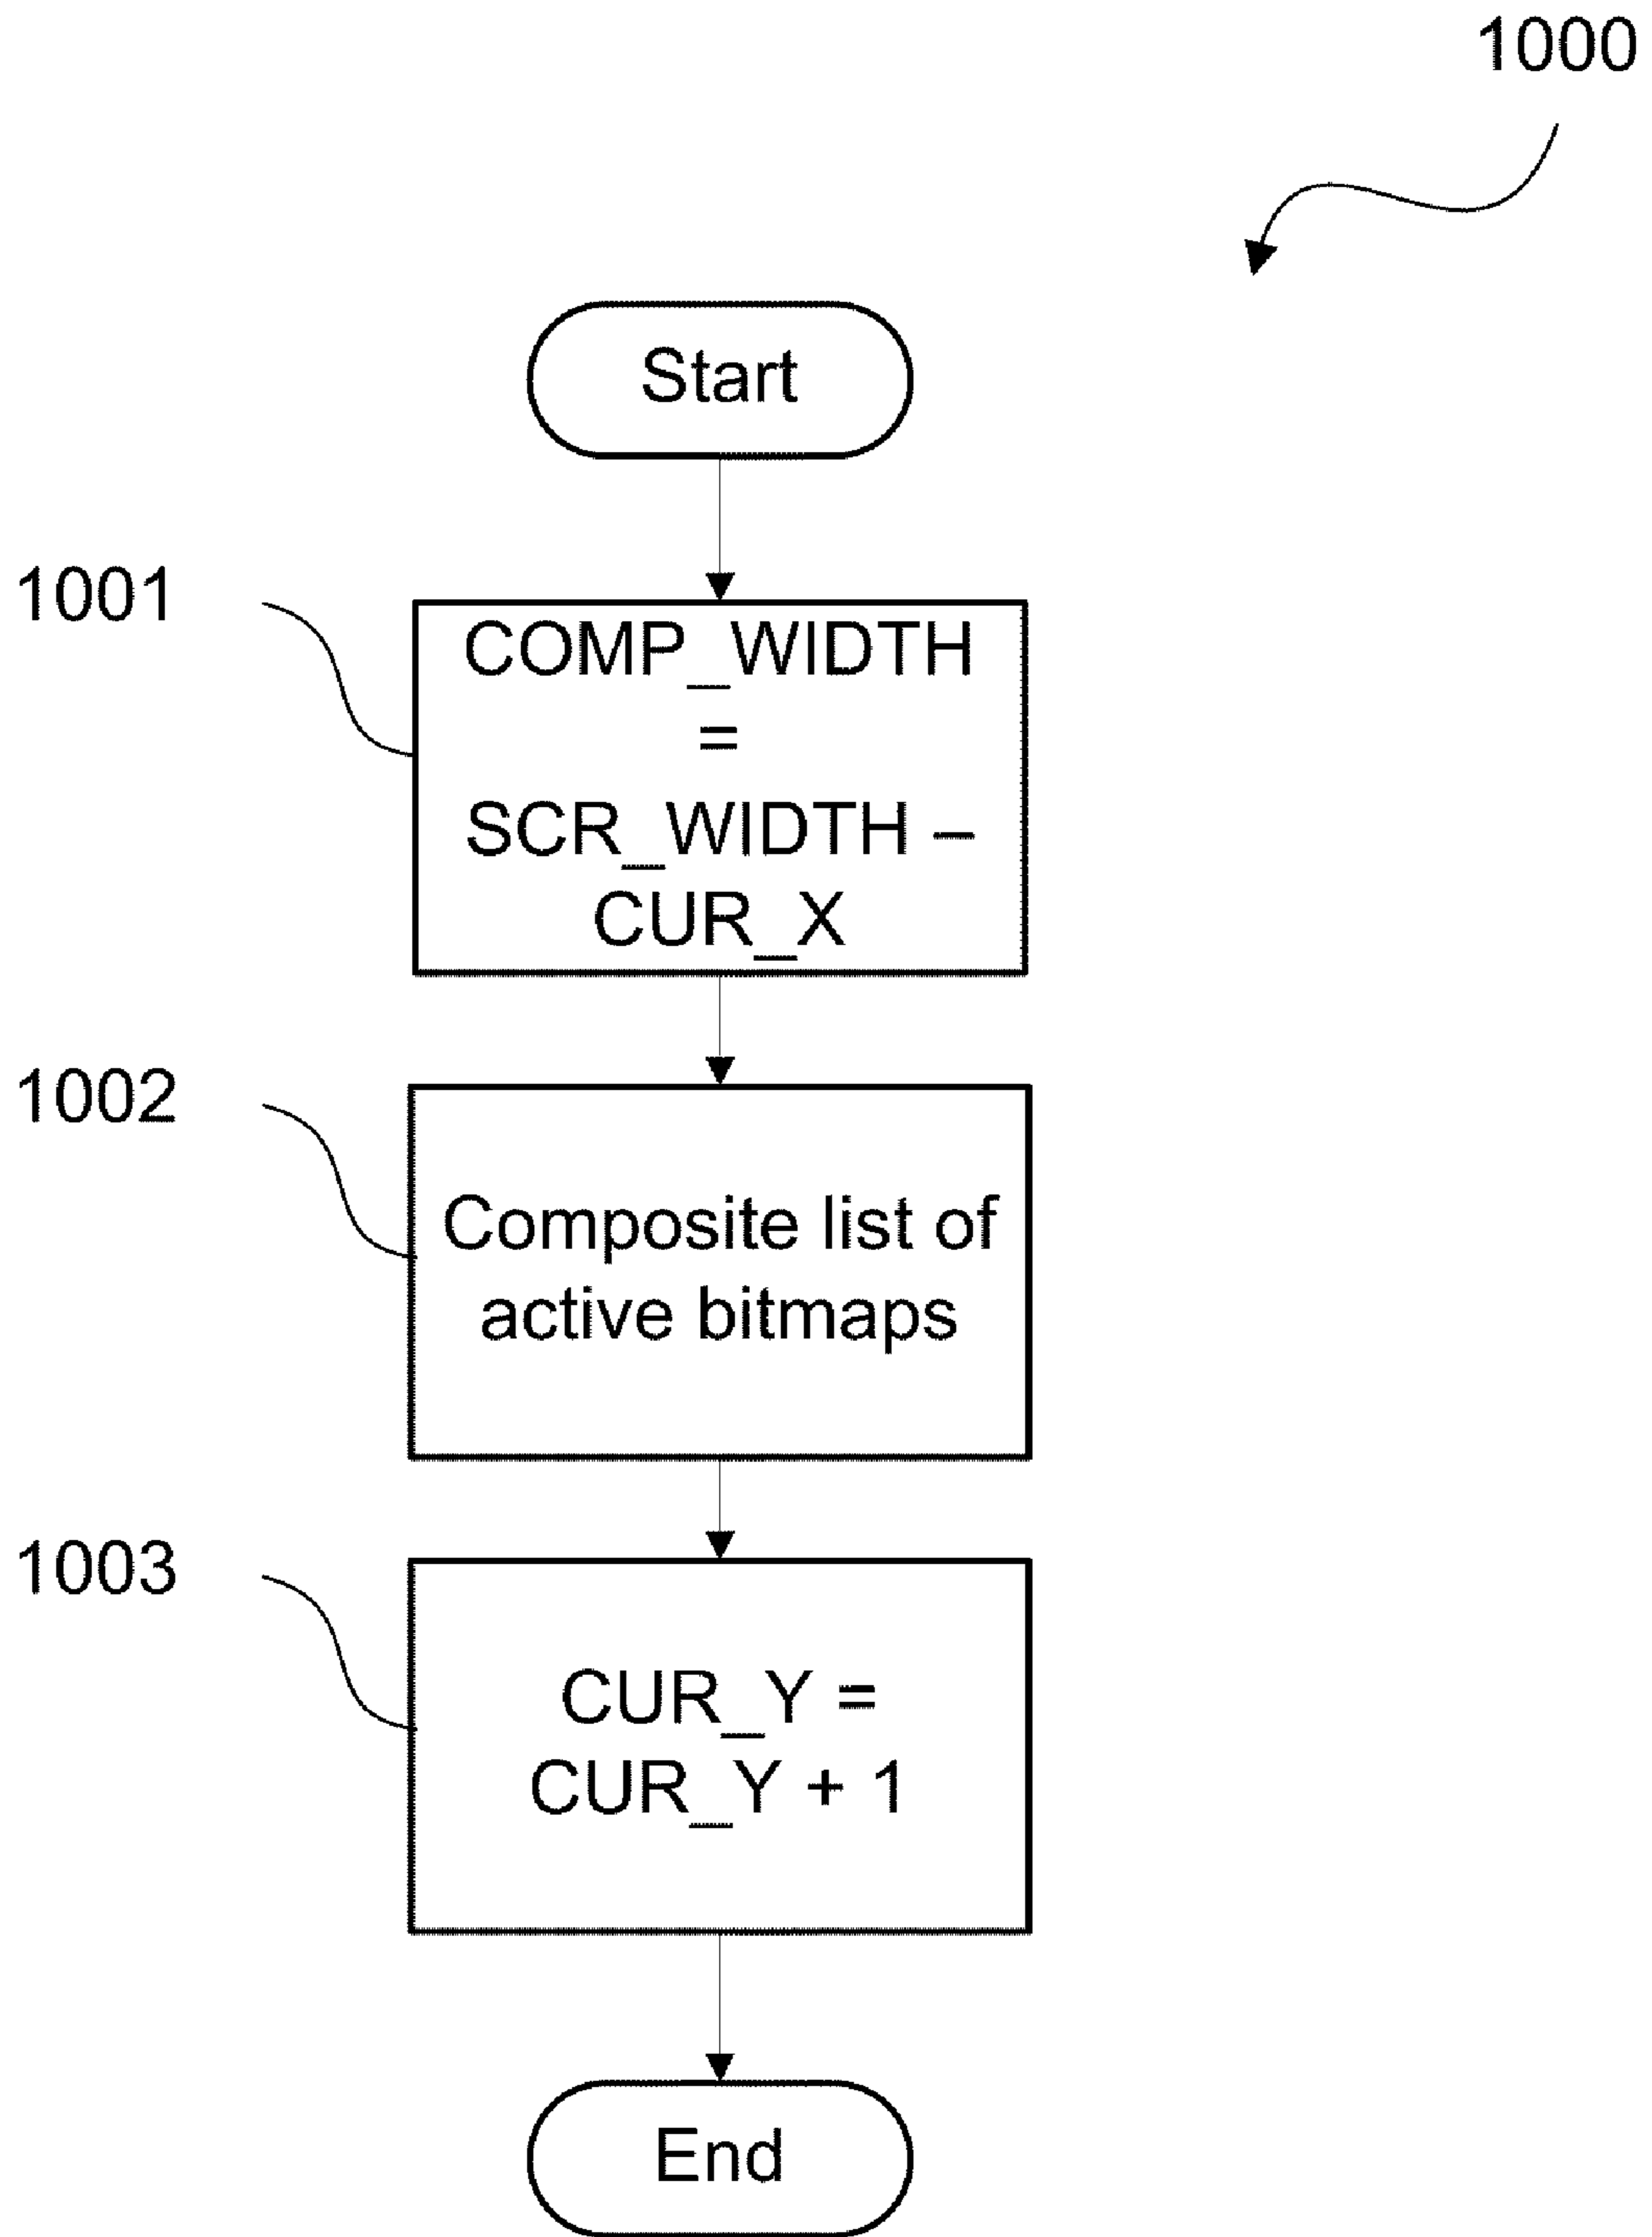 1000
Start
1001
COMP_WIDTH
=
SCR_WIDTH –
CUR_X
1002
Composite list of
active bitmaps
1003
CUR_Y =
CUR_Y + 1
End